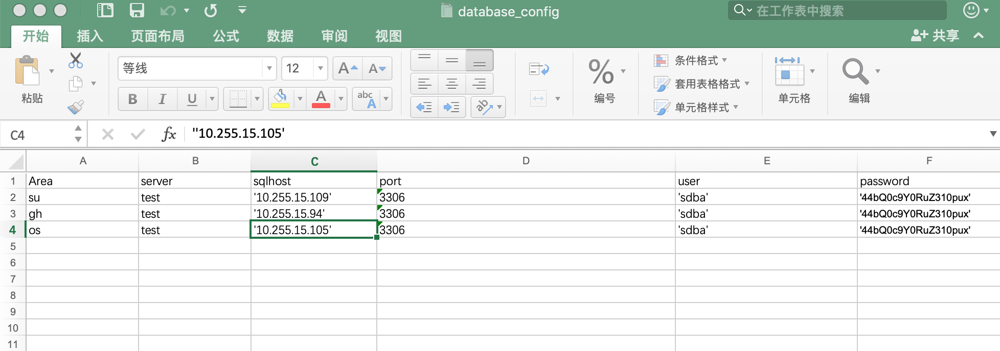 database_config
在工作表中搜索
开始 插入 页面布局 公式 数据 审阅 视图 共享
粘贴
等线 12 A A
B I U A abc A
ab
% 编号
条件格式
套用表格格式
单元格样式
单元格
编辑
C4 fx ''10.255.15.105'
A B C D E F
1 Area server sqlhost port user password
2 su test '10.255.15.109' 3306 'sdba' '44bQ0c9Y0RuZ310pux'
3 gh test '10.255.15.94' 3306 'sdba' '44bQ0c9Y0RuZ310pux'
4 os test '10.255.15.105' 3306 'sdba' '44bQ0c9Y0RuZ310pux'
5
6
7
8
9
10
11